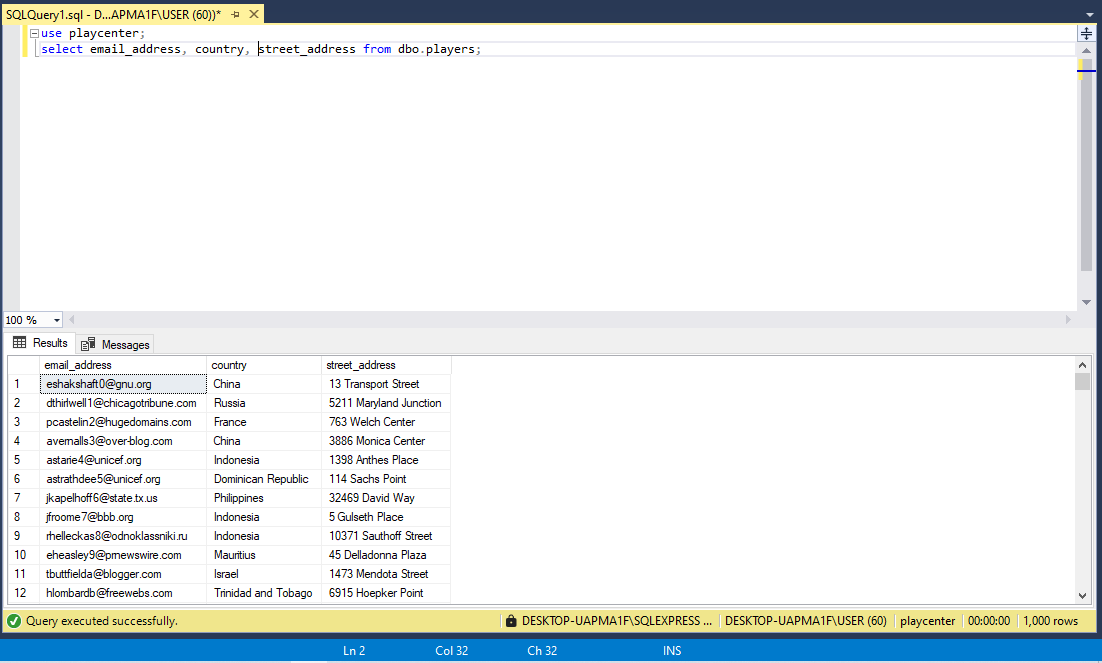 SQLQuery1.sql - D...APMA1F\USER (60))*
use playcenter;
select email_address, country, street_address from dbo.players;
100 %
Results Messages
email_address country street_address
1 eshakshaft0@gnu.org China 13 Transport Street
2 dthirlwell1@chicagotribune.com Russia 5211 Maryland Junction
3 pcastelin2@hugedomains.com France 763 Welch Center
4 avernalls3@over-blog.com China 3886 Monica Center
5 astarie4@unicef.org Indonesia 1398 Anthes Place
6 astrathdee5@unicef.org Dominican Republic 114 Sachs Point
7 jkapelhoff6@state.tx.us Philippines 32469 David Way
8 jfroome7@bbb.org Indonesia 5 Gulseth Place
9 rhelleckas8@odnoklassniki.ru Indonesia 10371 Sauthoff Street
10 eheasley9@prnewswire.com Mauritius 45 Delladonna Plaza
11 tbuttfielda@blogger.com Israel 1473 Mendota Street
12 hlombardb@freewebs.com Trinidad and Tobago 6915 Hoepker Point
Query executed successfully. DESKTOP-UAPMA1F\SQLEXPRESS ... DESKTOP-UAPMA1F\USER (60) playcenter 00:00:00 1,000 rows
Ln 2 Col 32 Ch 32 INS